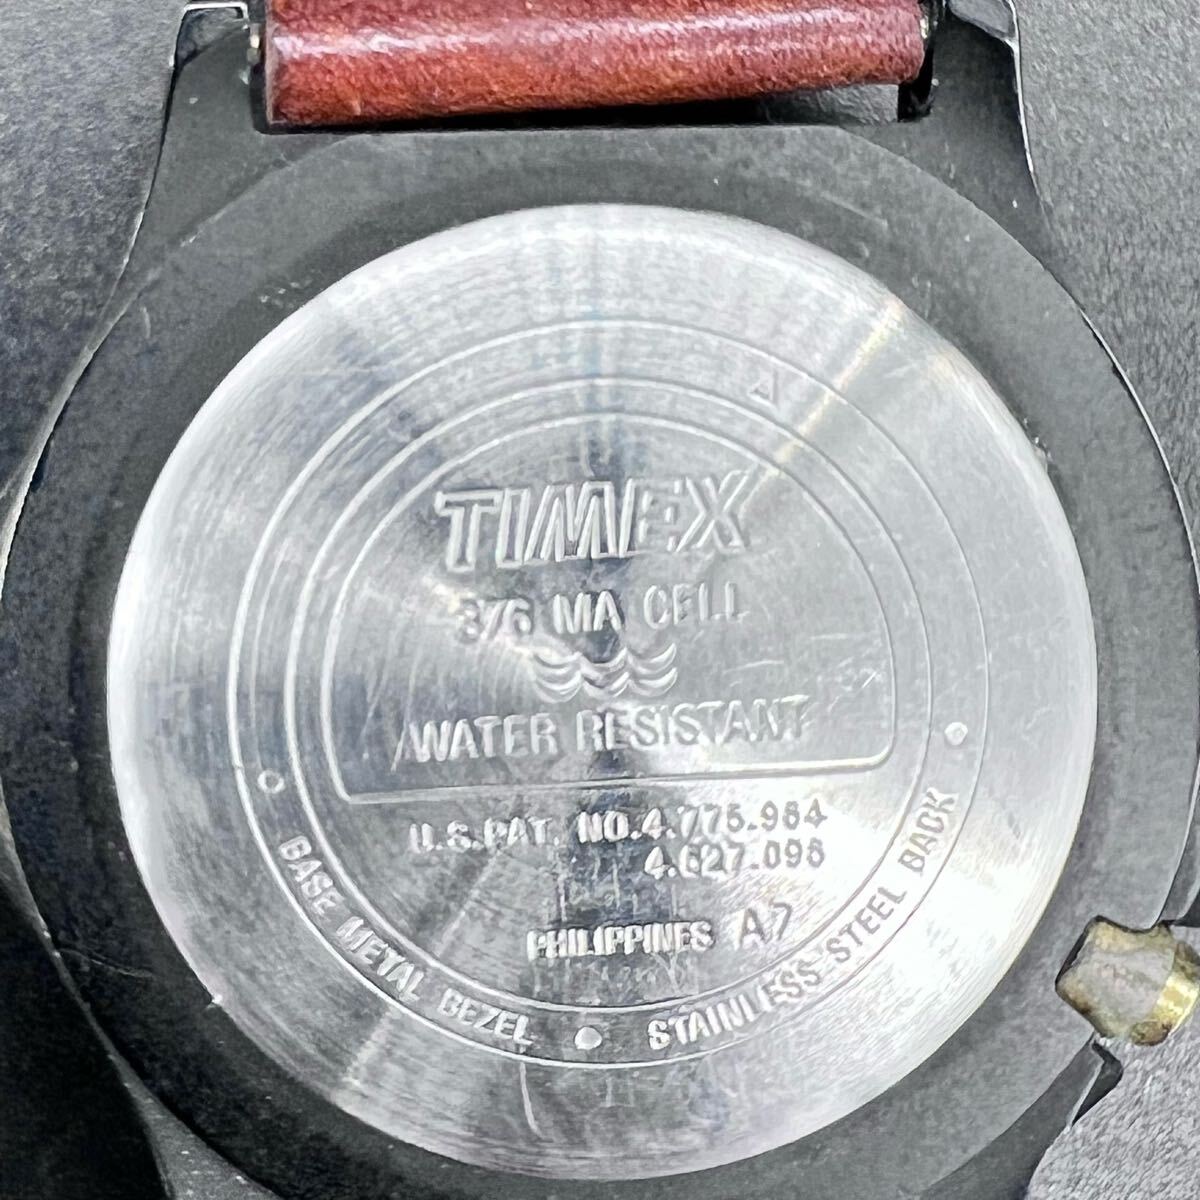 TIMEX
376 MA CELL
WATER RESISTANT
U.S.PAT. NO.4.775.964
4.627.098
PHILIPPINES A7
BASE METAL BEZEL • STAINLESS STEEL BACK